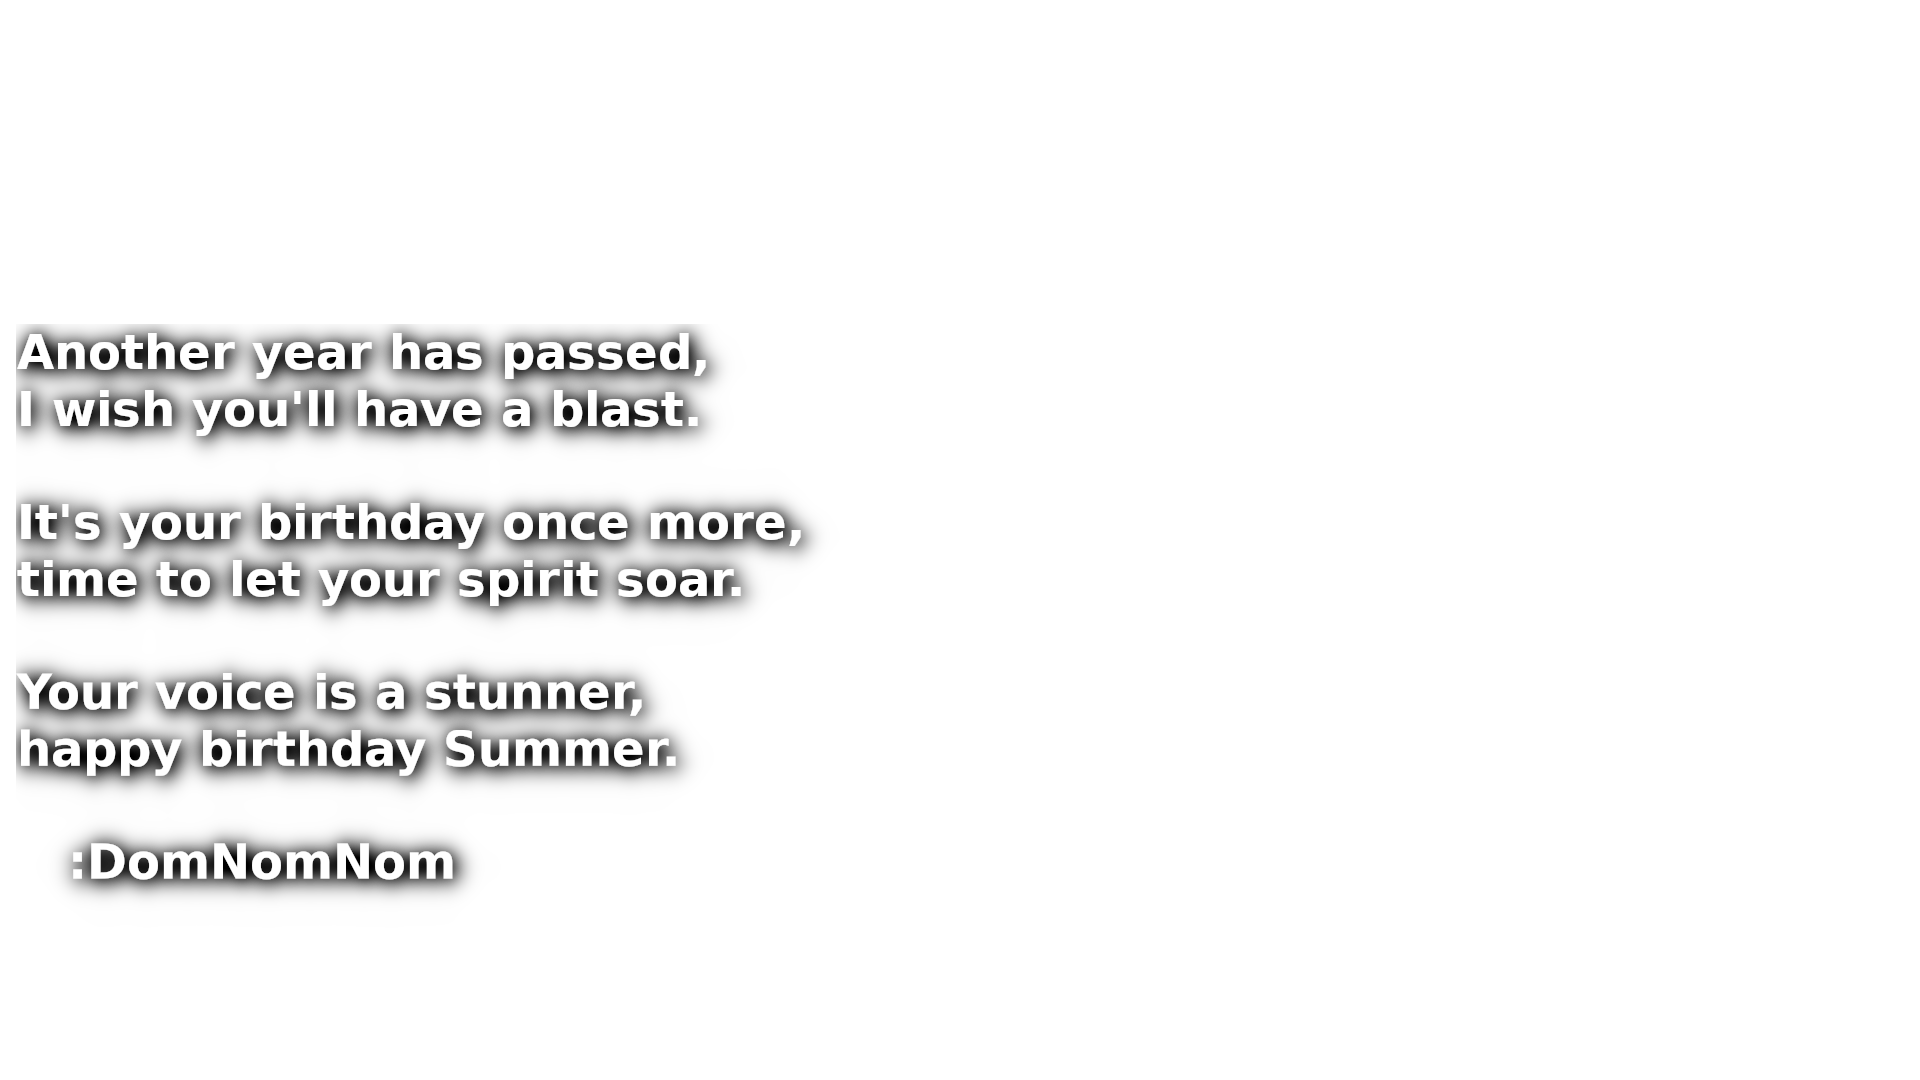 Another year has passed,
I wish you'll have a blast.
It's your birthday once more,
time to let your spirit soar.
Your voice is a stunner,
happy birthday Summer.
:DomNomNom